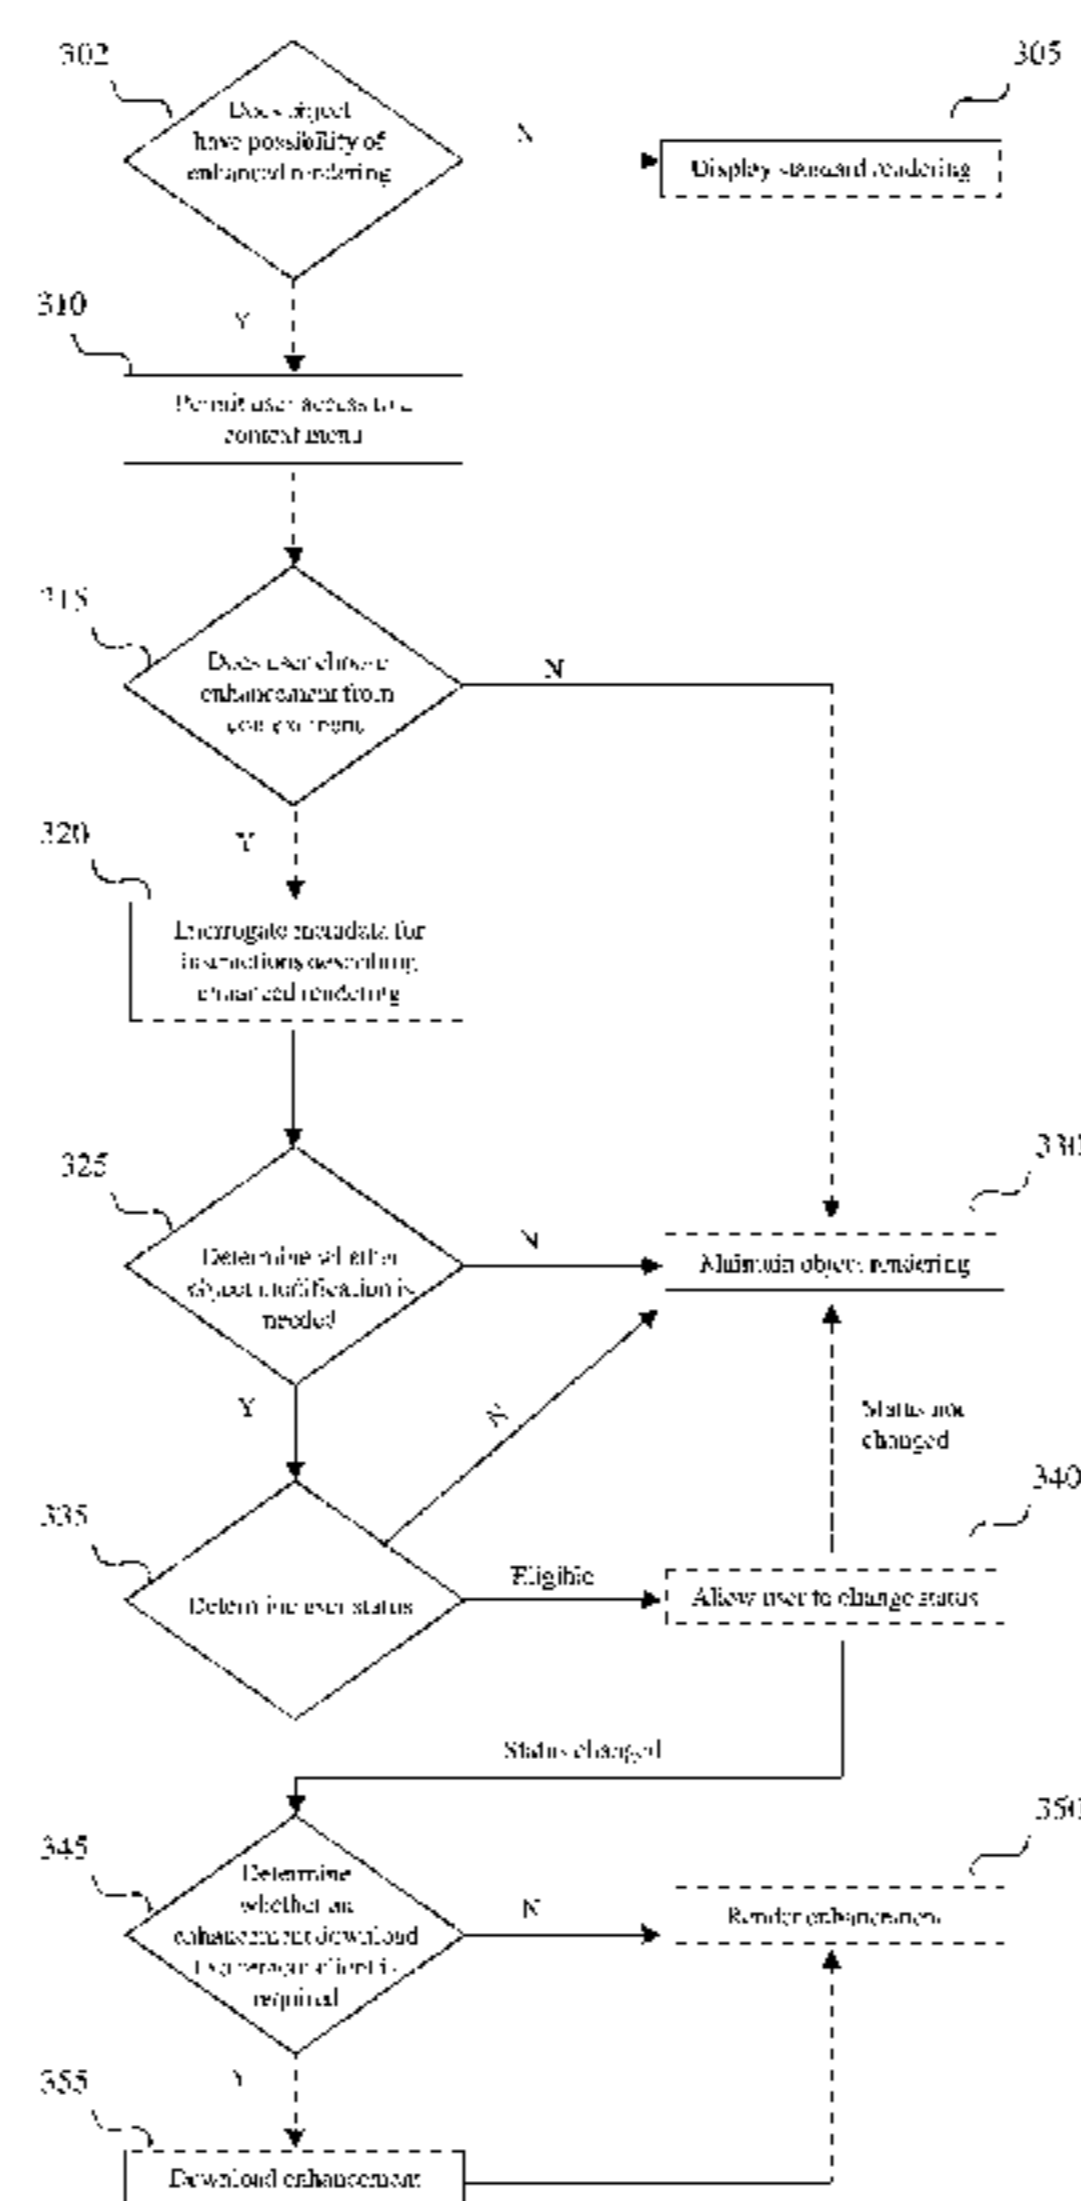 302
Does object
have possibility of
enhanced rendering
N
305
Display standard rendering
Y
310
Permit user access to a
context menu
315
Does user choose
enhancement from
context menu
N
Y
320
Interrogate metadata for
instructions describing
enhanced rendering
325
Determine whether
object modification is
needed
N
330
Maintain object rendering
Y
N
Status not
changed
335
Determine user status
Eligible
340
Allow user to change status
Status changed
345
Determine
whether an
enhancement download
client is
required
N
350
Render enhancement
Y
355
Download enhancement